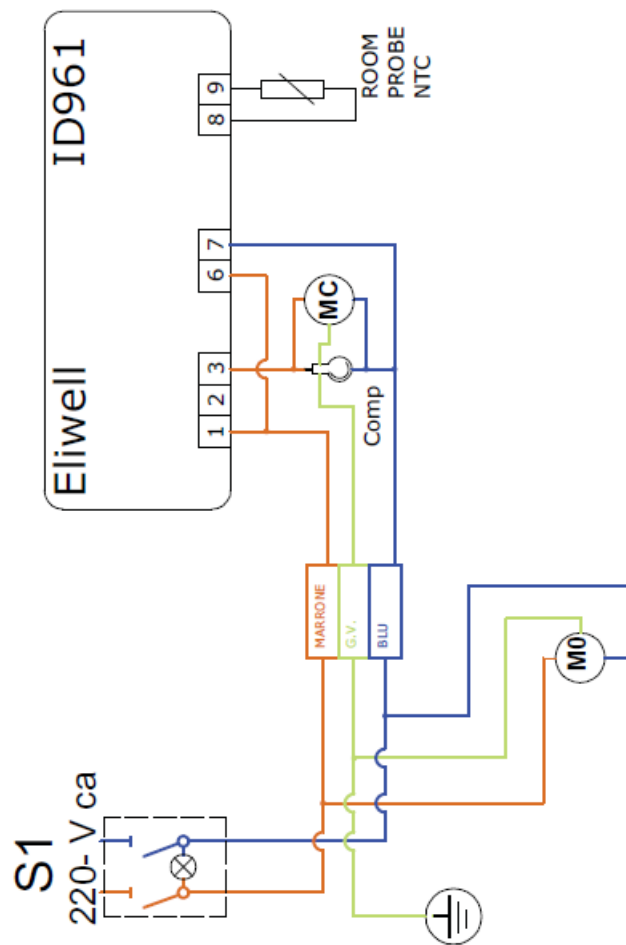 S1
220- V ca
Eliwell ID961
1 2 3 6 7 8 9
ROOM
PROBE
NTC
MC
Comp
MARRONE
G.V.
BLU
M0